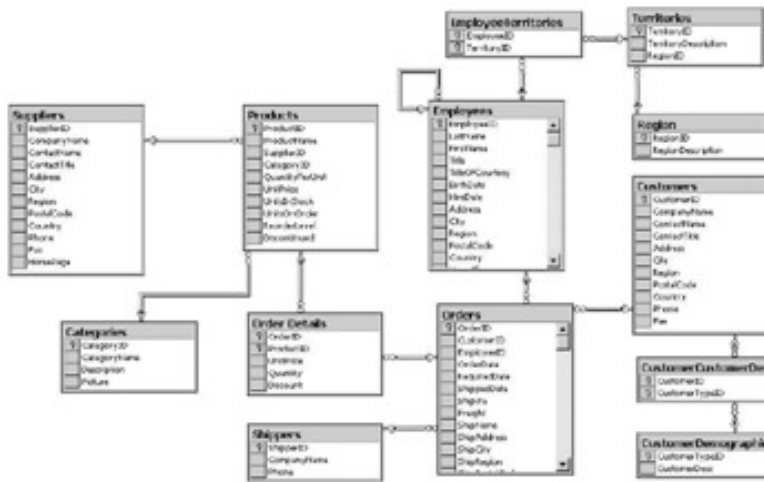 EmployeeTerritories
EmployeeID
TerritoryID
Territories
TerritoryID
TerritoryDescription
RegionID
Suppliers
SupplierID
CompanyName
ContactName
ContactTitle
Address
City
Region
PostalCode
Country
Phone
Fax
HomePage
Products
ProductID
ProductName
SupplierID
CategoryID
QuantityPerUnit
UnitPrice
UnitsInStock
UnitsOnOrder
ReorderLevel
Discontinued
Employees
EmployeeID
LastName
FirstName
Title
TitleOfCourtesy
BirthDate
HireDate
Address
City
Region
PostalCode
Country
Region
RegionID
RegionDescription
Customers
CustomerID
CompanyName
ContactName
ContactTitle
Address
City
Region
PostalCode
Country
Phone
Fax
Categories
CategoryID
CategoryName
Description
Picture
Order Details
OrderID
ProductID
UnitPrice
Quantity
Discount
Orders
OrderID
CustomerID
EmployeeID
OrderDate
RequiredDate
ShippedDate
ShipVia
Freight
ShipName
ShipAddress
ShipCity
ShipRegion
CustomerCustomerDe
CustomerID
CustomerTypeID
Shippers
ShipperID
CompanyName
Phone
CustomerDemographi
CustomerTypeID
CustomerDesc